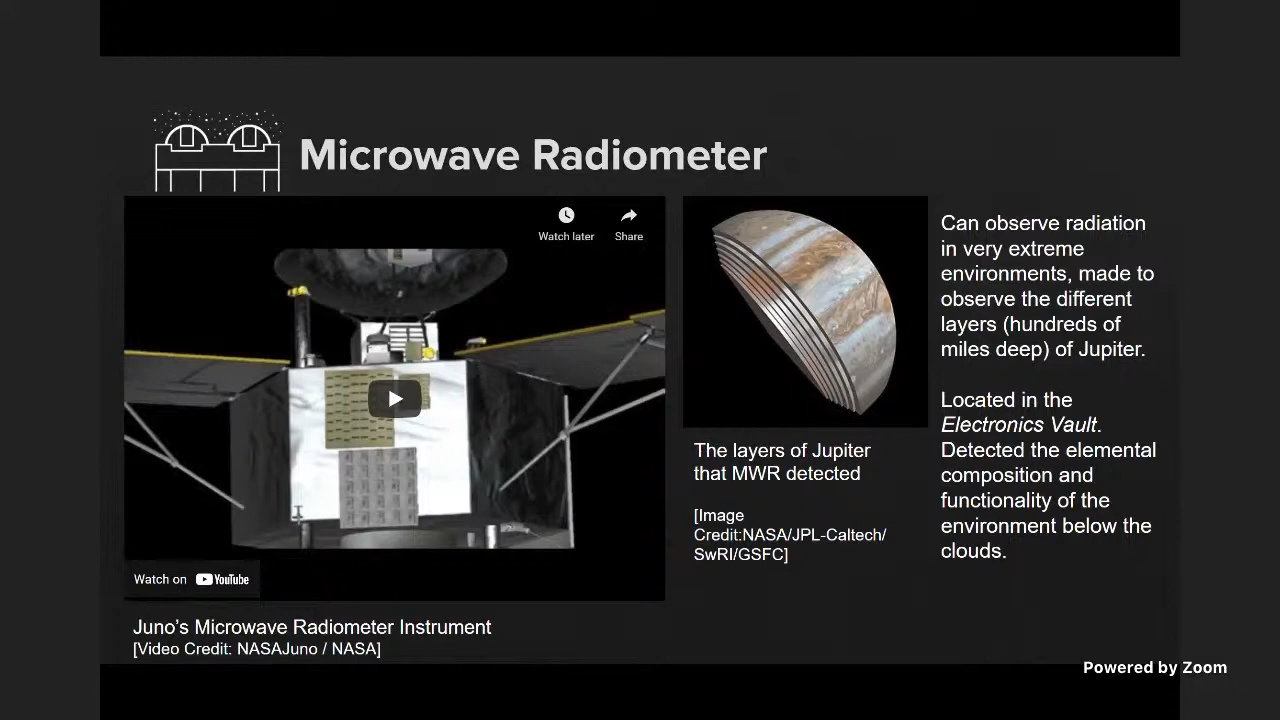 Microwave Radiometer
Watch later
Share
Watch on YouTube
Juno's Microwave Radiometer Instrument
[Video Credit: NASAJuno / NASA]
The layers of Jupiter
that MWR detected
[Image
Credit:NASA/JPL-Caltech/
SwRI/GSFC]
Can observe radiation
in very extreme
environments, made to
observe the different
layers (hundreds of
miles deep) of Jupiter.
Located in the
Electronics Vault.
Detected the elemental
composition and
functionality of the
environment below the
clouds.
Powered by Zoom